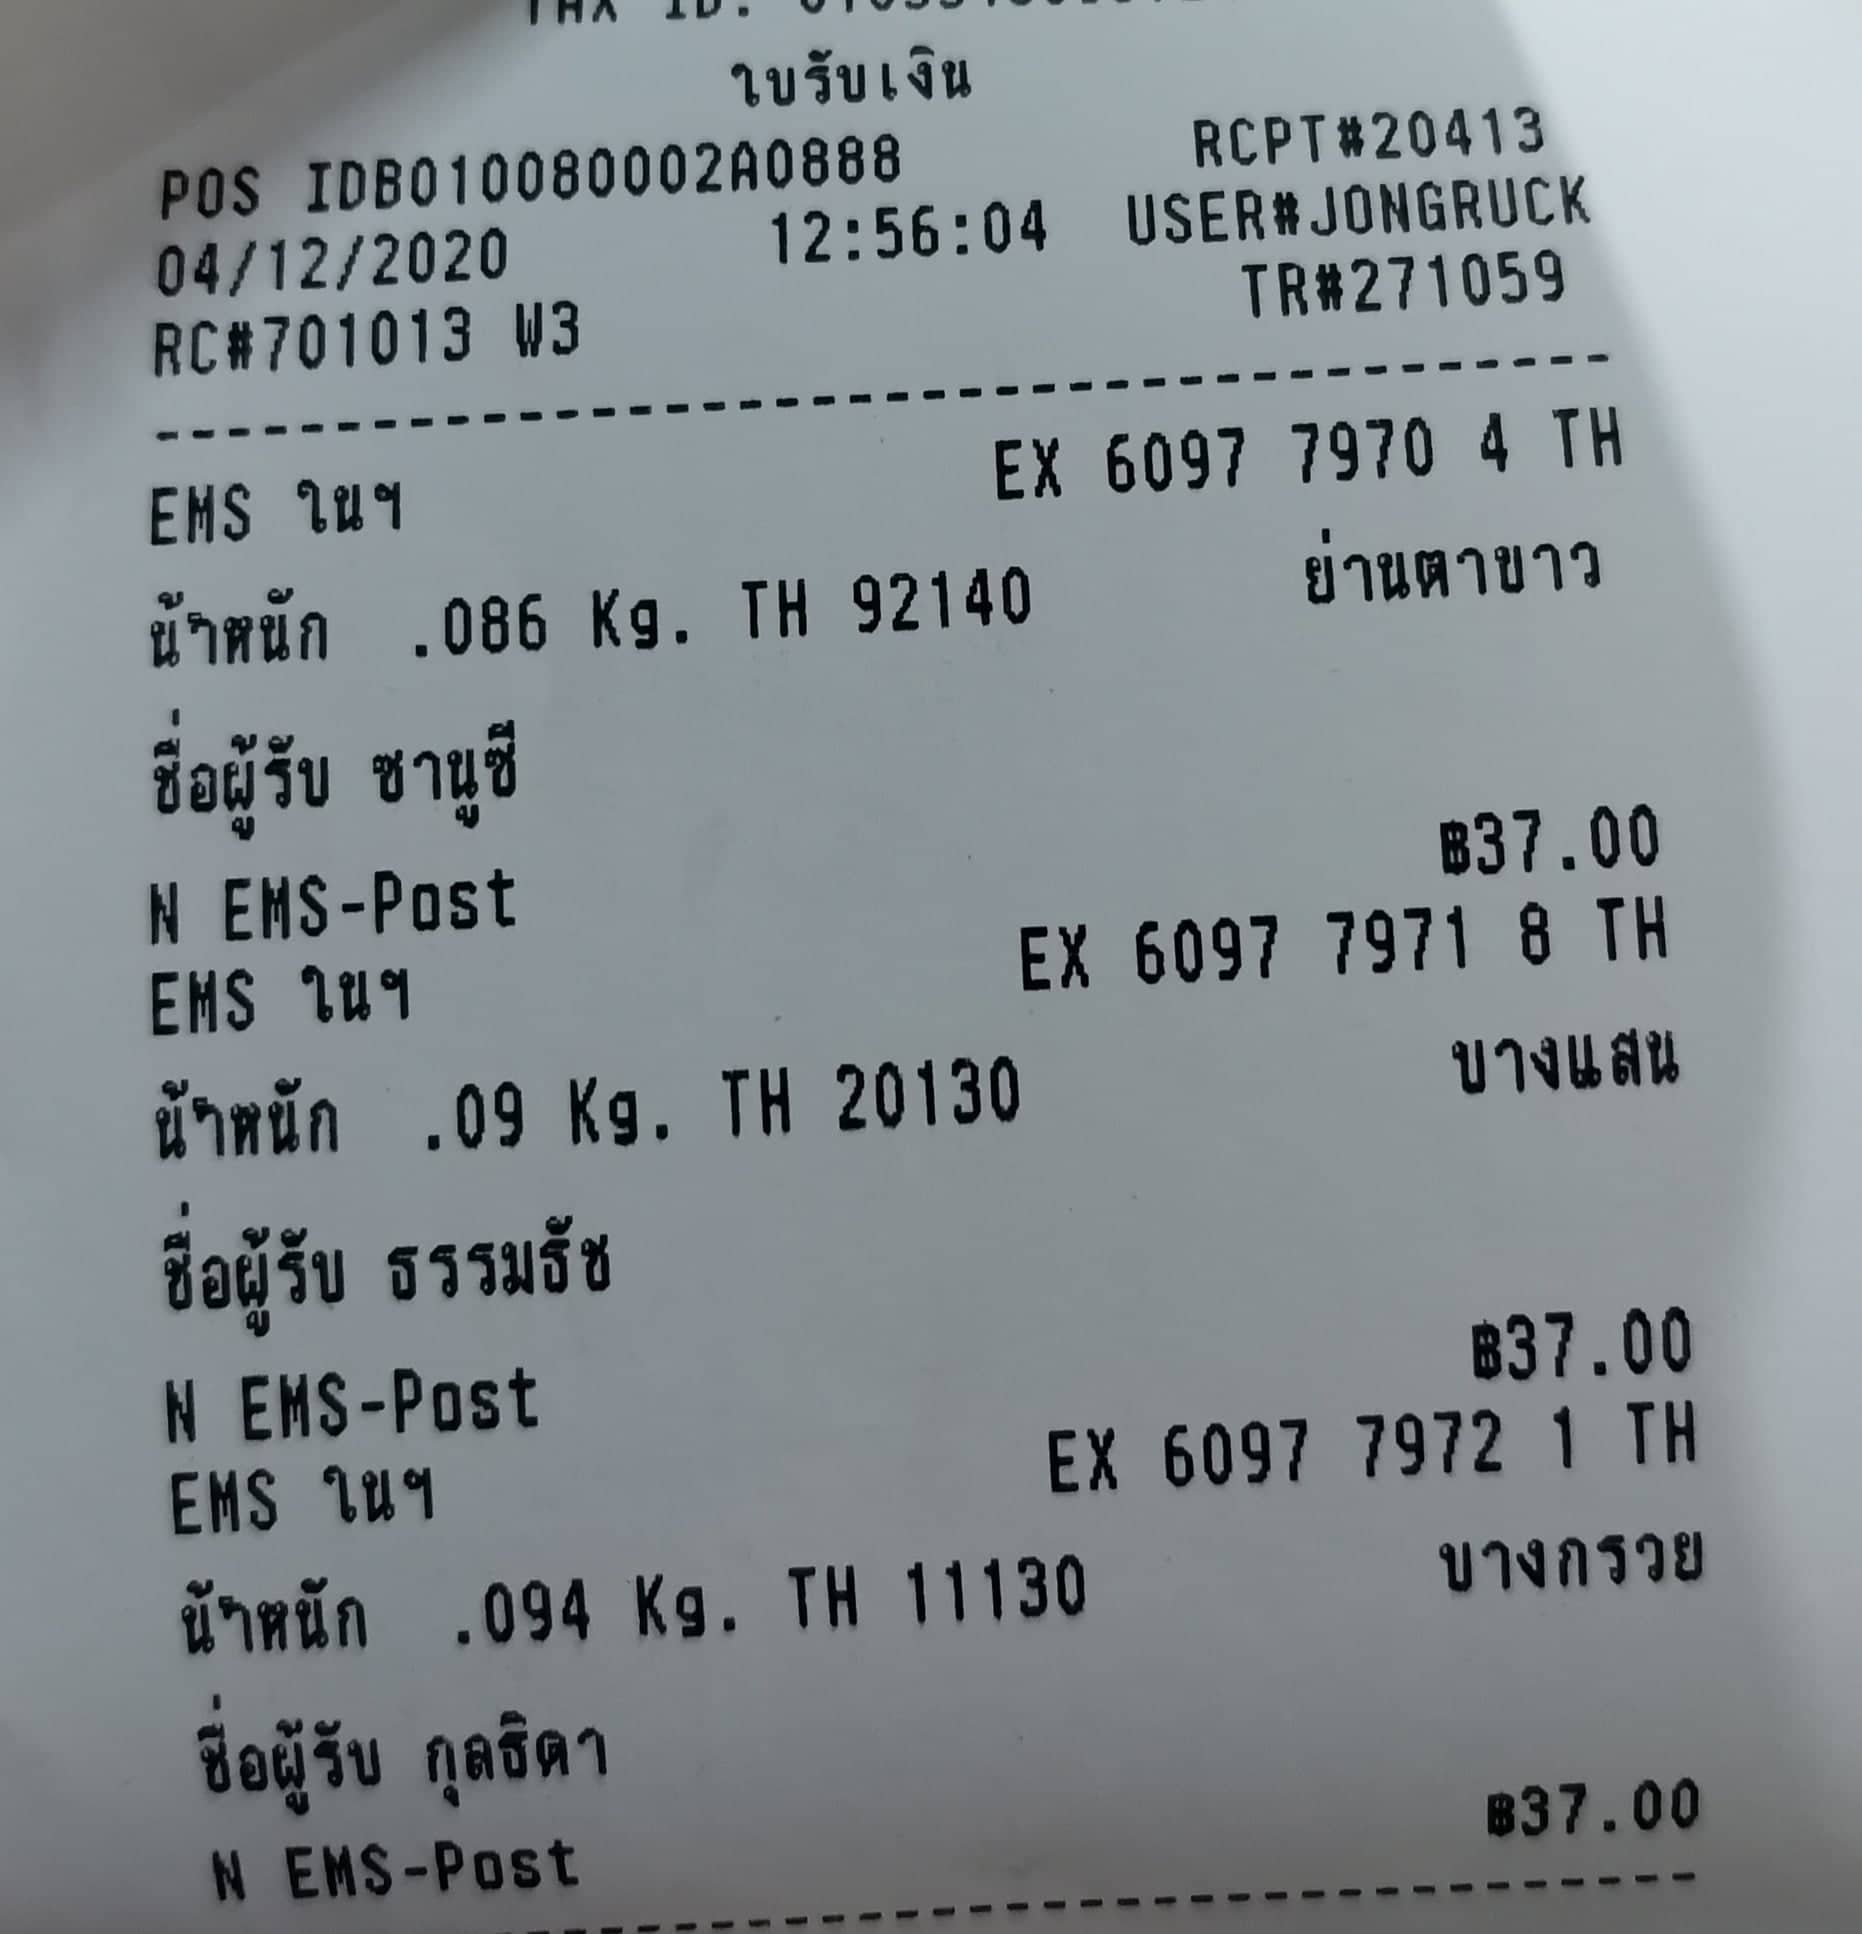 TAX ID:
ใบรับเงิน
POS IDB010080002A0888 RCPT#20413
04/12/2020 12:56:04 USER#JONGRUCK
RC#701013 W3 TR#271059
EMS ในฯ EX 6097 7970 4 TH
น้ำหนัก .086 Kg. TH 92140 ย่านตาขาว
ชื่อผู้รับ ซานูซี
N EMS-Post ฿37.00
EMS ในฯ EX 6097 7971 8 TH
น้ำหนัก .09 Kg. TH 20130 บางแสน
ชื่อผู้รับ ธรรมธัช
N EMS-Post ฿37.00
EMS ในฯ EX 6097 7972 1 TH
น้ำหนัก .094 Kg. TH 11130 บางกรวย
ชื่อผู้รับ กุลธิดา
N EMS-Post ฿37.00